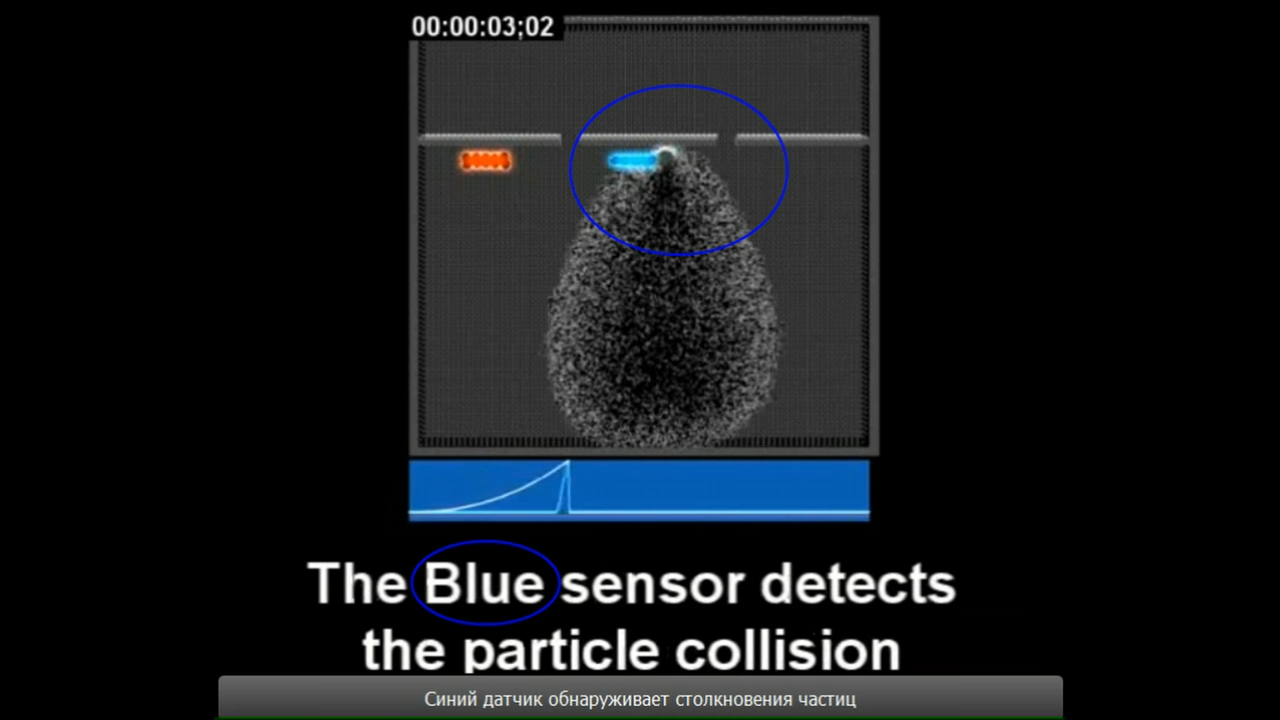 00:00:03;02
The Blue sensor detects
the particle collision
Синий датчик обнаруживает столкновения частиц